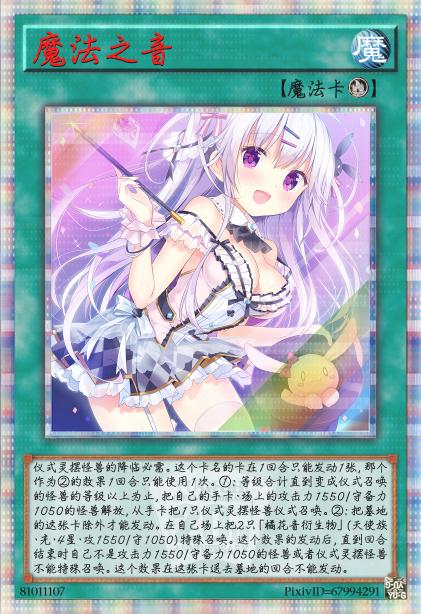 魔法之音
魔
【魔法卡】
仪式灵摆怪兽的降临必需。这个卡名的卡在1回合只能发动1张，那个
作为②的效果1回合只能使用1次。①：等级合计直到变成仪式召唤
的怪兽的等级以上为止，把自己的手卡·场上的攻击力1550/守备力
1050的怪兽解放，从手卡把1只仪式灵摆怪兽仪式召唤。②：把墓地
的这张卡除外才能发动。在自己场上把2只「橘花音衍生物」(天使族
·光·4星·攻1550/守1050)特殊召唤。这个效果的发动后，直到回合
结束时自己不是攻击力1550/守备力1050的怪兽或者仪式灵摆怪兽
不能特殊召唤。这个效果在这张卡送去墓地的回合不能发动。
81011107
PixivID=67994291